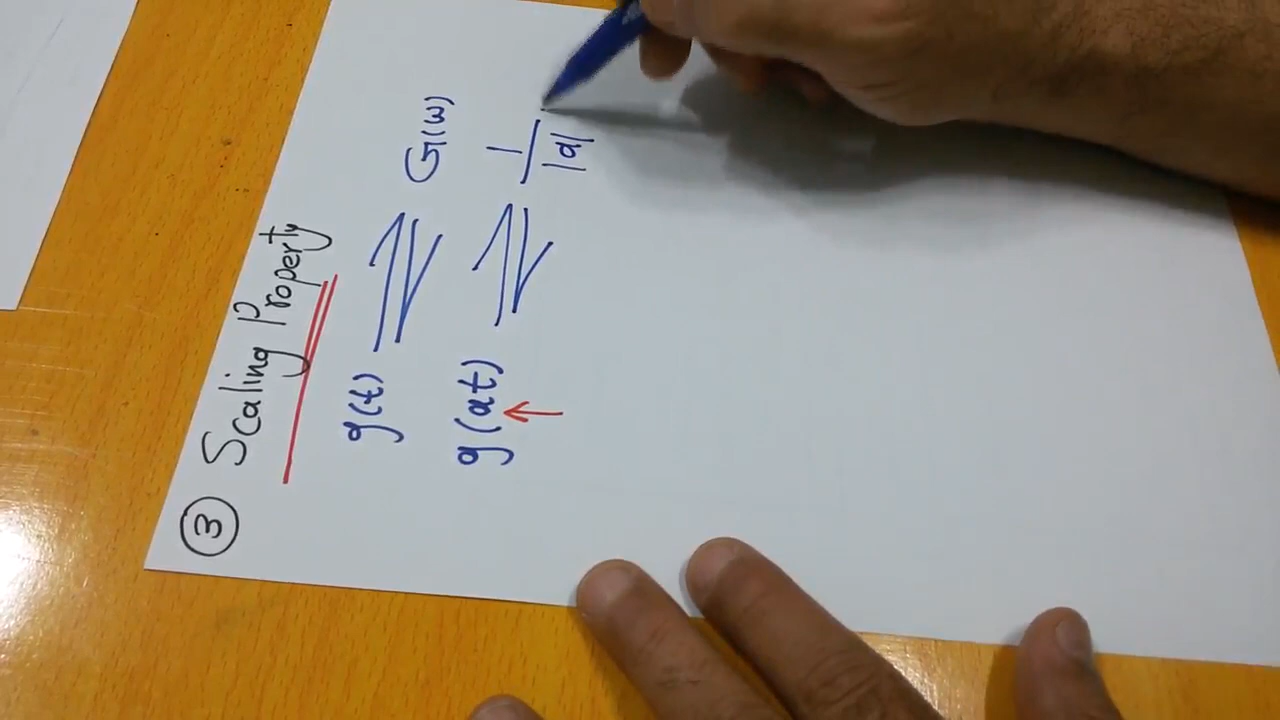 ③ Scaling Property
g(t) ⇌ G(ω)
g(at) ⇌ 1/|a|